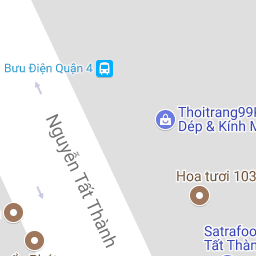 Bưu Điện Quận 4
Thoitrang99
Dép & Kính
Nguyễn Tất Thành
Hoa tươi 103
Satrafoo
Tất Thàn